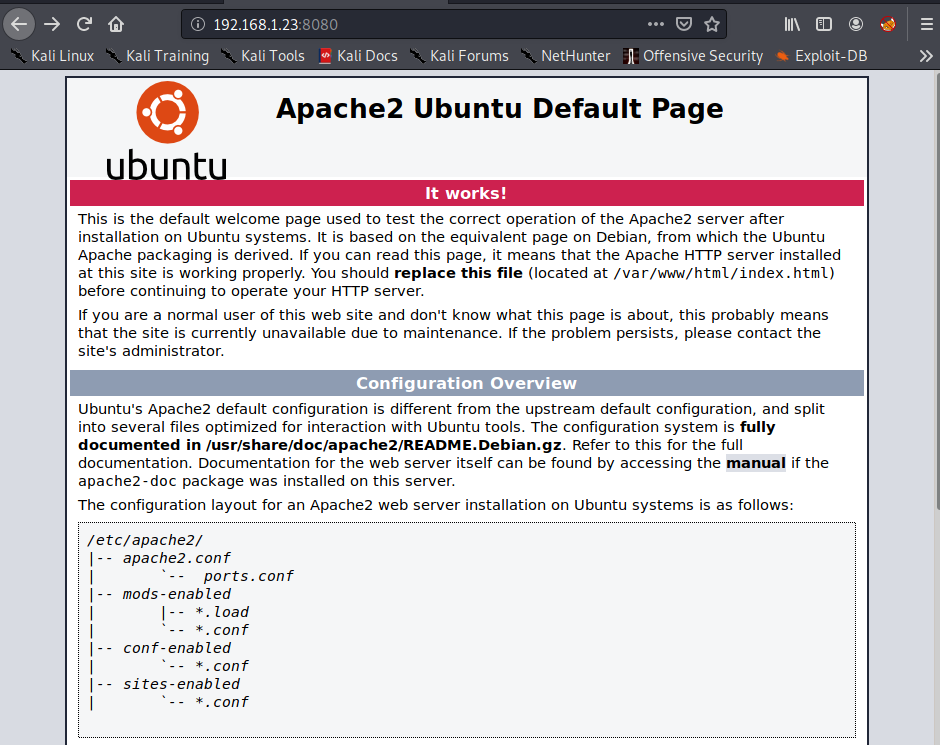 192.168.1.23:8080
Kali Linux Kali Training Kali Tools Kali Docs Kali Forums NetHunter Offensive Security Exploit-DB
ubuntu
Apache2 Ubuntu Default Page
It works!
This is the default welcome page used to test the correct operation of the Apache2 server after
installation on Ubuntu systems. It is based on the equivalent page on Debian, from which the Ubuntu
Apache packaging is derived. If you can read this page, it means that the Apache HTTP server installed
at this site is working properly. You should replace this file (located at /var/www/html/index.html)
before continuing to operate your HTTP server.
If you are a normal user of this web site and don't know what this page is about, this probably means
that the site is currently unavailable due to maintenance. If the problem persists, please contact the
site's administrator.
Configuration Overview
Ubuntu's Apache2 default configuration is different from the upstream default configuration, and split
into several files optimized for interaction with Ubuntu tools. The configuration system is fully
documented in /usr/share/doc/apache2/README.Debian.gz. Refer to this for the full
documentation. Documentation for the web server itself can be found by accessing the manual if the
apache2-doc package was installed on this server.
The configuration layout for an Apache2 web server installation on Ubuntu systems is as follows:
/etc/apache2/
|-- apache2.conf
|       `--  ports.conf
|-- mods-enabled
|       |-- *.load
|       `-- *.conf
|-- conf-enabled
|       `-- *.conf
|-- sites-enabled
|       `-- *.conf